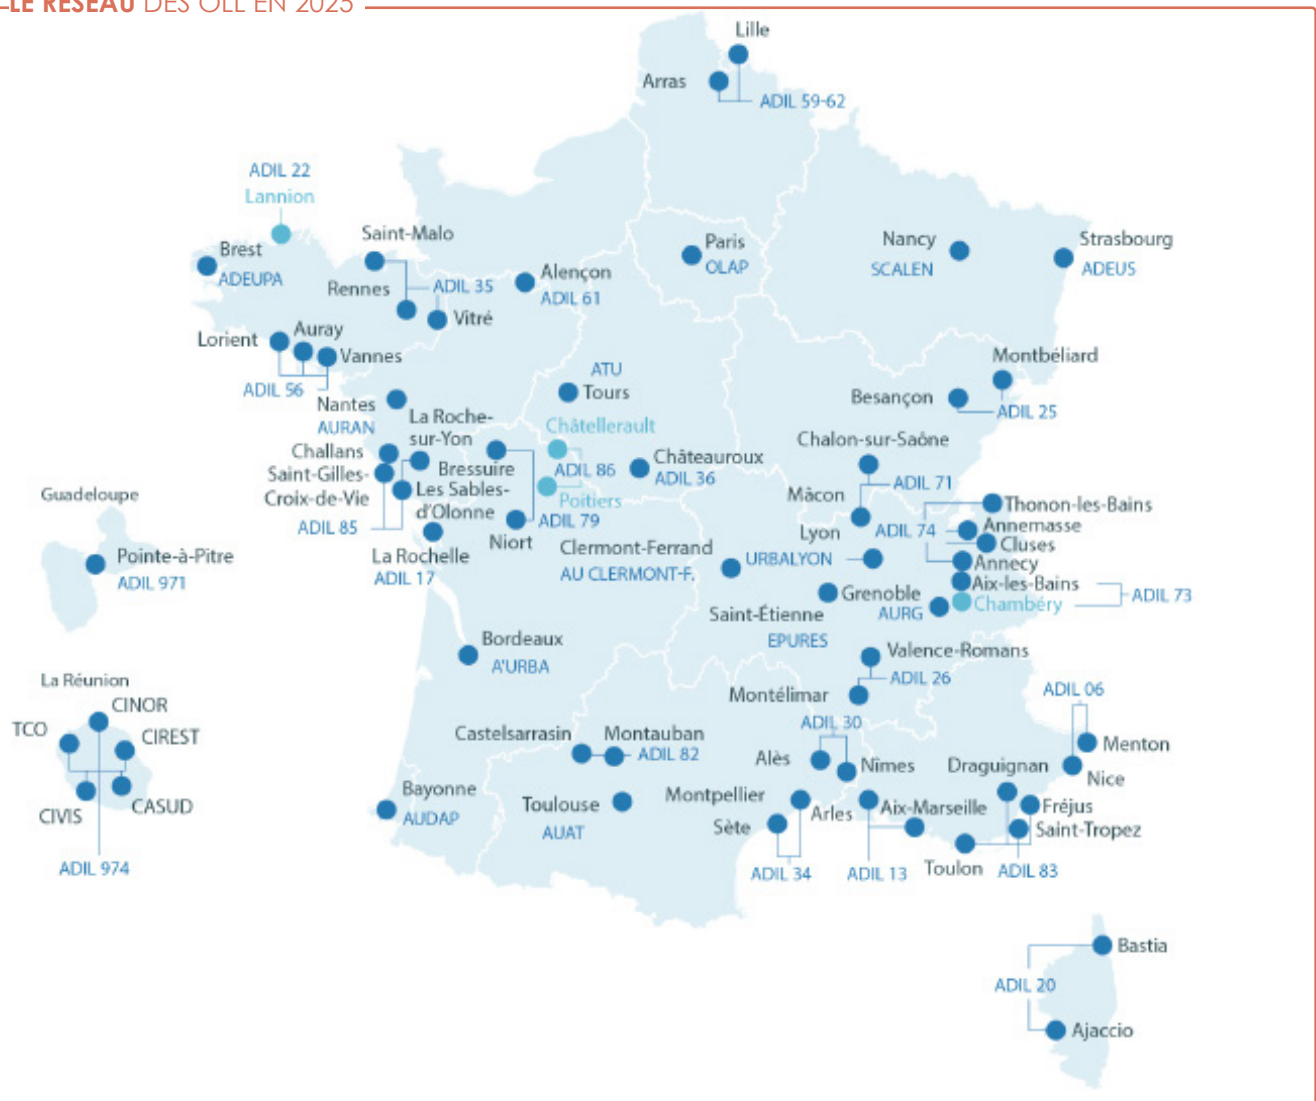 LE RÉSEAU DES OLL EN 2025
Lille
Arras
ADIL 59-62
ADIL 22
Lannion
Brest
ADEUPA
Saint-Malo
Rennes
ADIL 35
Vitré
Alençon
ADIL 61
Paris
OLAP
Nancy
SCALEN
Strasbourg
ADEUS
Lorient
Auray
Vannes
ADIL 56
Nantes
AURAN
ATU
Tours
Montbéliard
Besançon
ADIL 25
La Roche-
sur-Yon
Challans
Saint-Gilles-
Croix-de-Vie
Les Sables-
d'Olonne
ADIL 85
Bressuire
Niort
ADIL 79
Châtellerault
ADIL 86
Poitiers
Châteauroux
ADIL 36
Chalon-sur-Saône
ADIL 71
Mâcon
Lyon
URBALYON
Thonon-les-Bains
Annemasse
Cluses
ADIL 74
Annecy
Aix-les-Bains
Chambéry
ADIL 73
La Rochelle
ADIL 17
Clermont-Ferrand
AU CLERMONT-F.
Saint-Étienne
EPURES
Grenoble
AURG
Guadeloupe
Pointe-à-Pitre
ADIL 971
Bordeaux
A'URBA
Valence-Romans
ADIL 26
Montélimar
La Réunion
CINOR
TCO
CIREST
CIVIS
CASUD
ADIL 974
Castelsarrasin
Montauban
ADIL 82
ADIL 30
Alès
Nîmes
ADIL 06
Menton
Nice
Bayonne
AUDAP
Toulouse
AUAT
Montpellier
Sète
ADIL 34
Arles
Aix-Marseille
ADIL 13
Draguignan
Fréjus
Saint-Tropez
Toulon
ADIL 83
Bastia
ADIL 20
Ajaccio